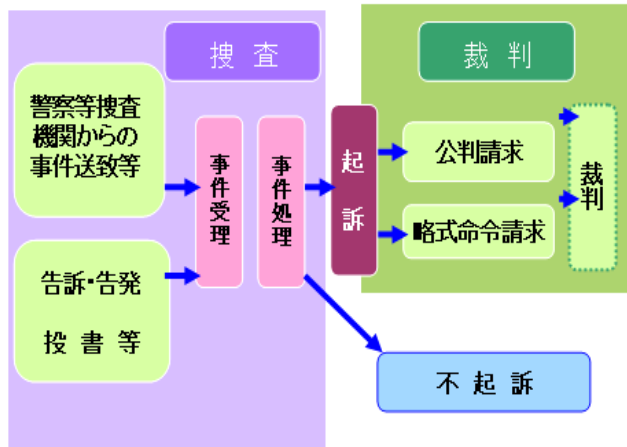 捜査
裁判
警察等捜査
機関からの
事件送致等
告訴・告発
投書等
事件受理
事件処理
起訴
公判請求
略式命令請求
裁判
不起訴